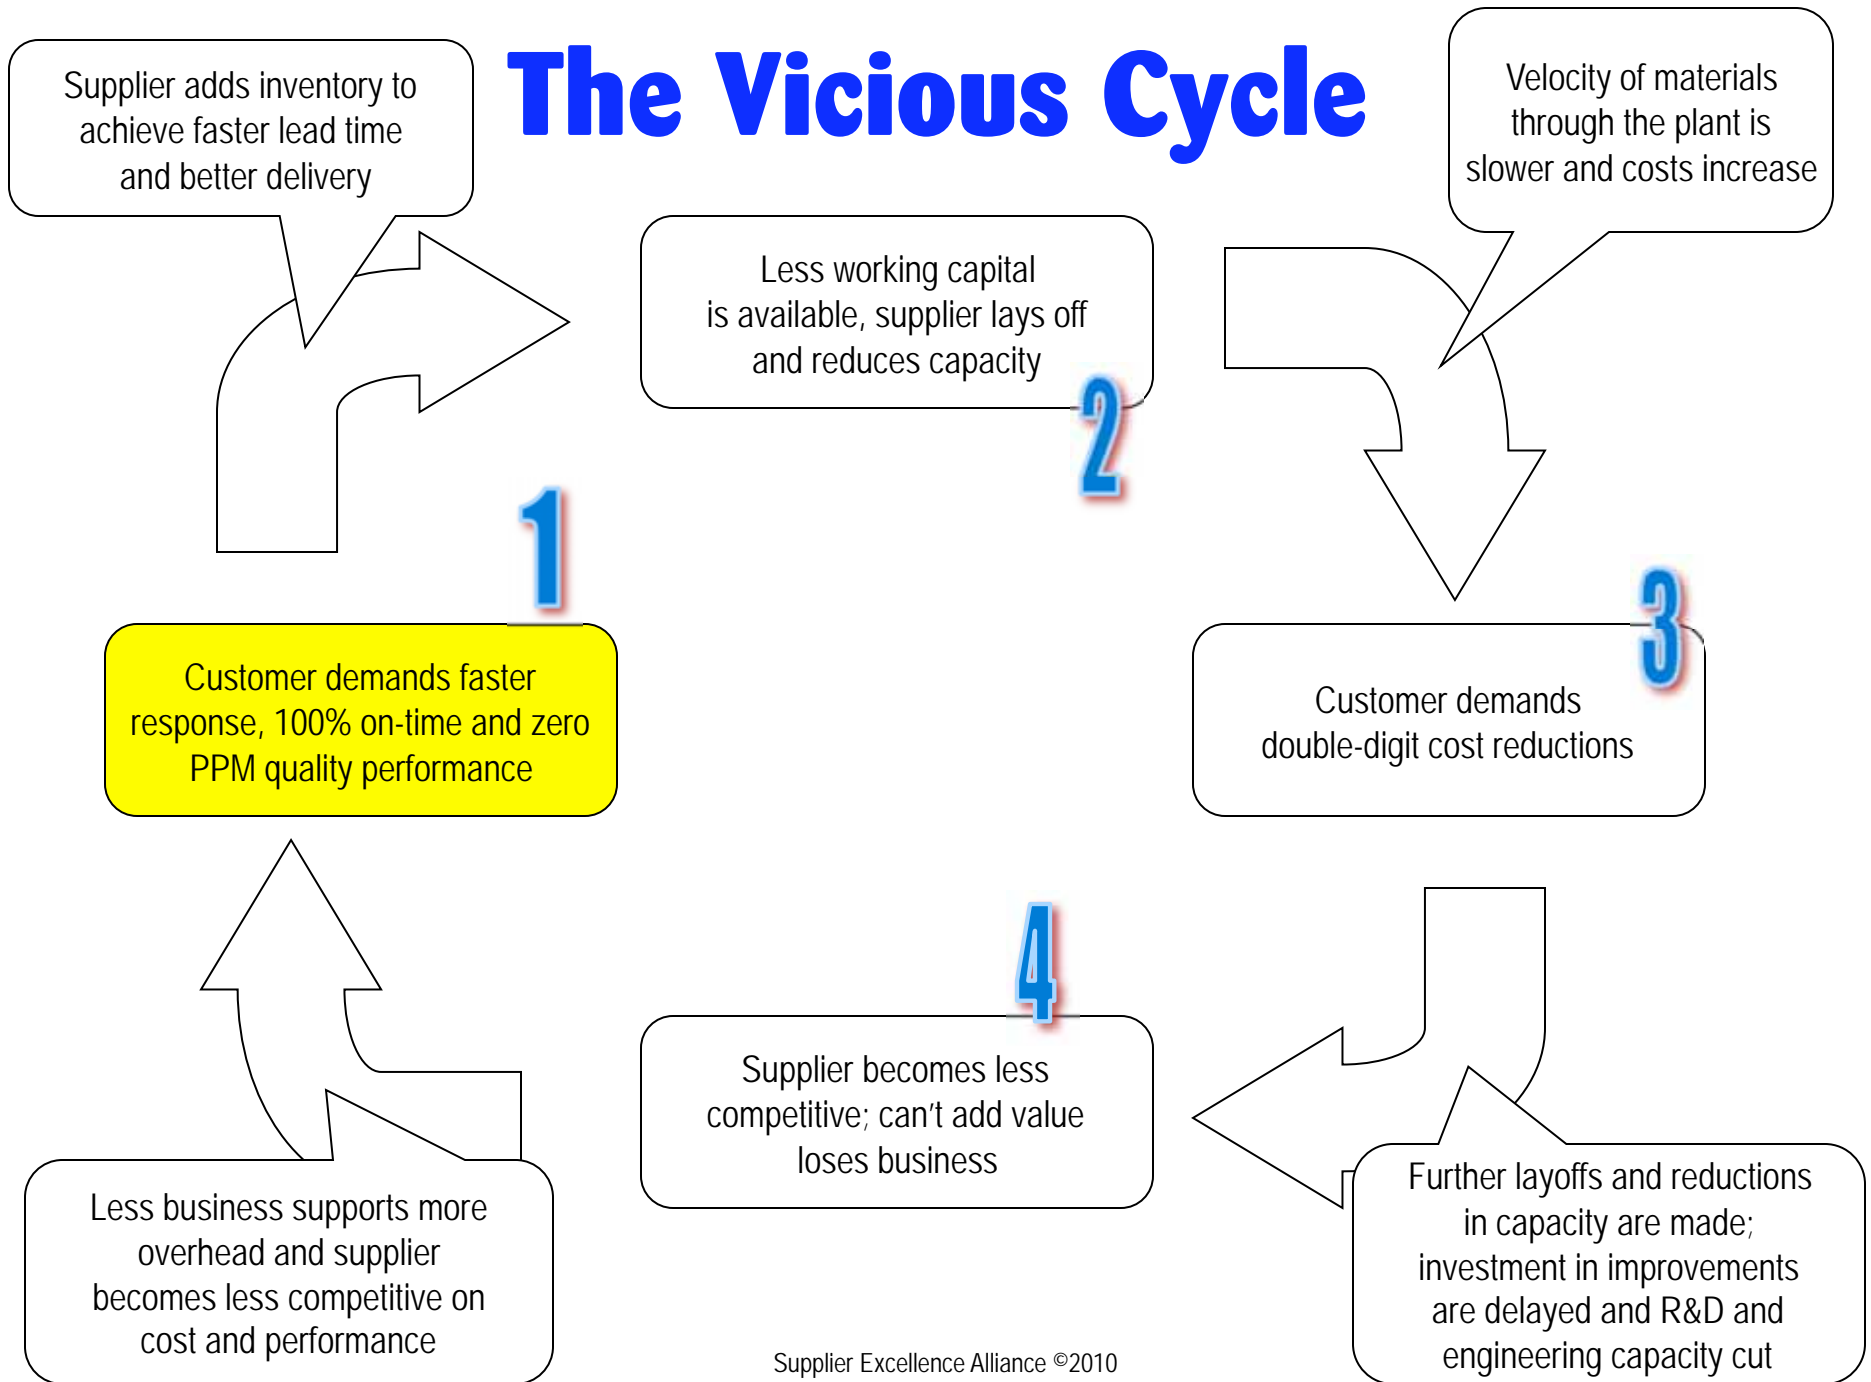 The Vicious Cycle
Supplier adds inventory to
achieve faster lead time
and better delivery
Velocity of materials
through the plant is
slower and costs increase
Less working capital
is available, supplier lays off
and reduces capacity
2
1
Customer demands faster
response, 100% on-time and zero
PPM quality performance
3
Customer demands
double-digit cost reductions
4
Supplier becomes less
competitive; can't add value
loses business
Less business supports more
overhead and supplier
becomes less competitive on
cost and performance
Further layoffs and reductions
in capacity are made;
investment in improvements
are delayed and R&D and
engineering capacity cut
Supplier Excellence Alliance ©2010